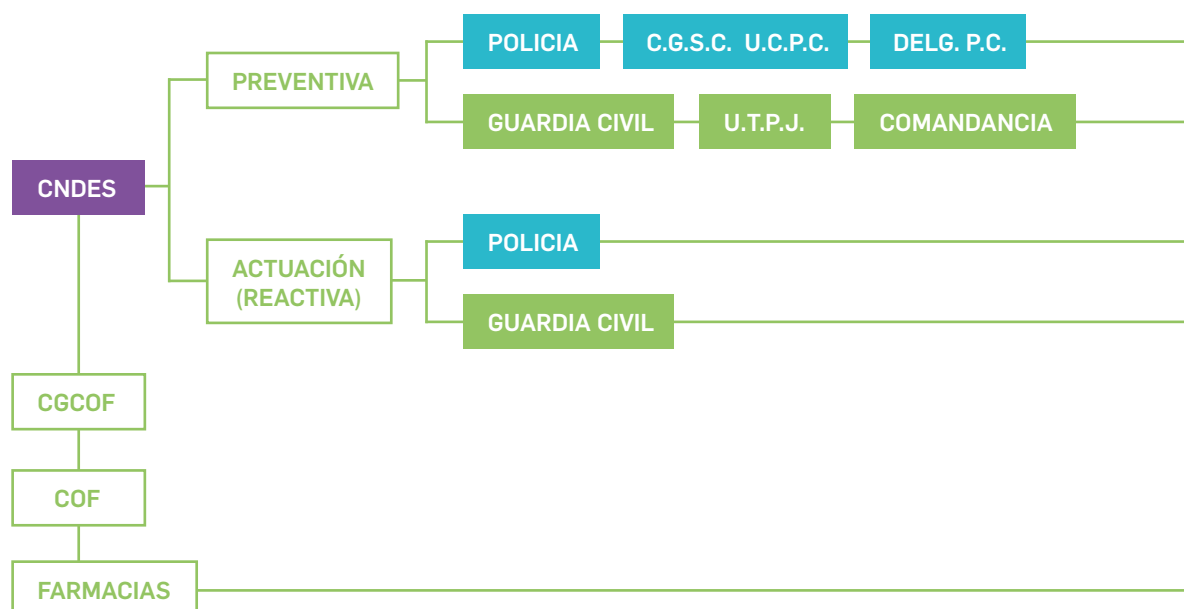 POLICIA
C.G.S.C. U.C.P.C.
DELG. P.C.
PREVENTIVA
GUARDIA CIVIL
U.T.P.J.
COMANDANCIA
CNDES
POLICIA
ACTUACIÓN
(REACTIVA)
GUARDIA CIVIL
CGCOF
COF
FARMACIAS